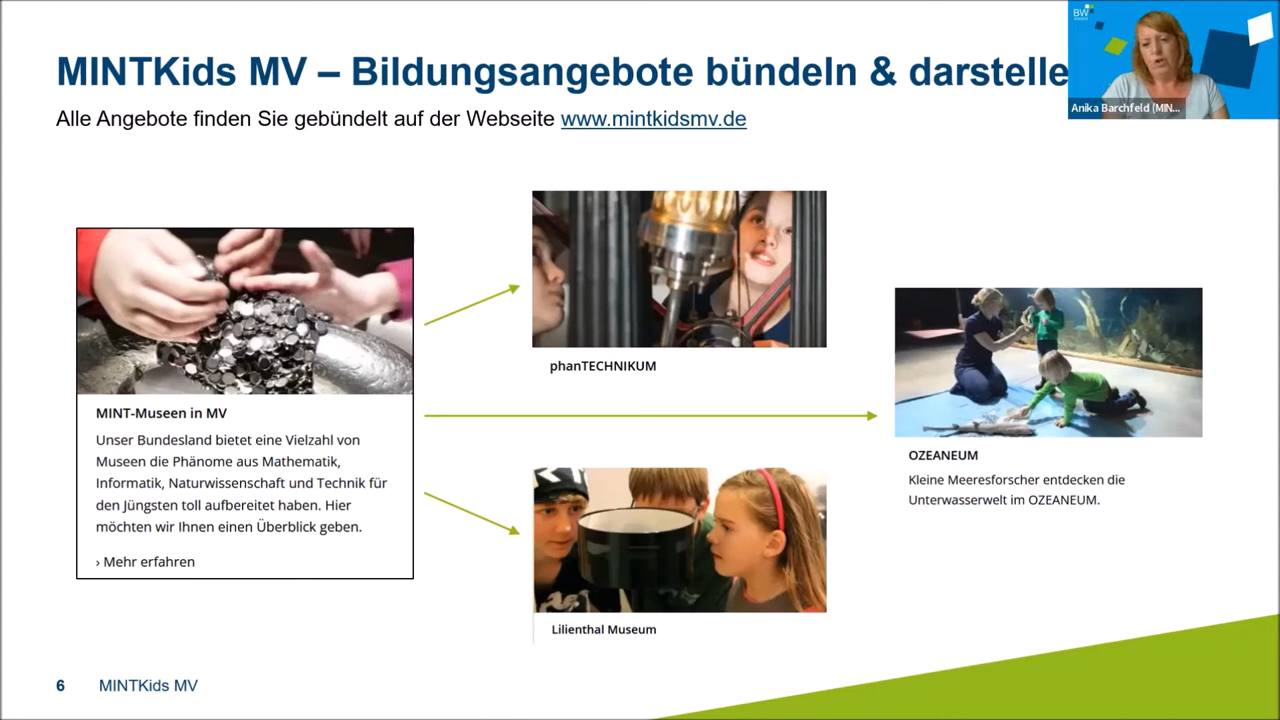 MINTKids MV – Bildungsangebote bündeln & darstelle
Alle Angebote finden Sie gebündelt auf der Webseite www.mintkidsmv.de
BW
Anika Barchfeld (MIN...
phanTECHNIKUM
MINT-Museen in MV
Unser Bundesland bietet eine Vielzahl von
Museen die Phänome aus Mathematik,
Informatik, Naturwissenschaft und Technik für
den Jüngsten toll aufbereitet haben. Hier
möchten wir Ihnen einen Überblick geben.
› Mehr erfahren
OZEANEUM
Kleine Meeresforscher entdecken die
Unterwasserwelt im OZEANEUM.
Lilienthal Museum
6 MINTKids MV